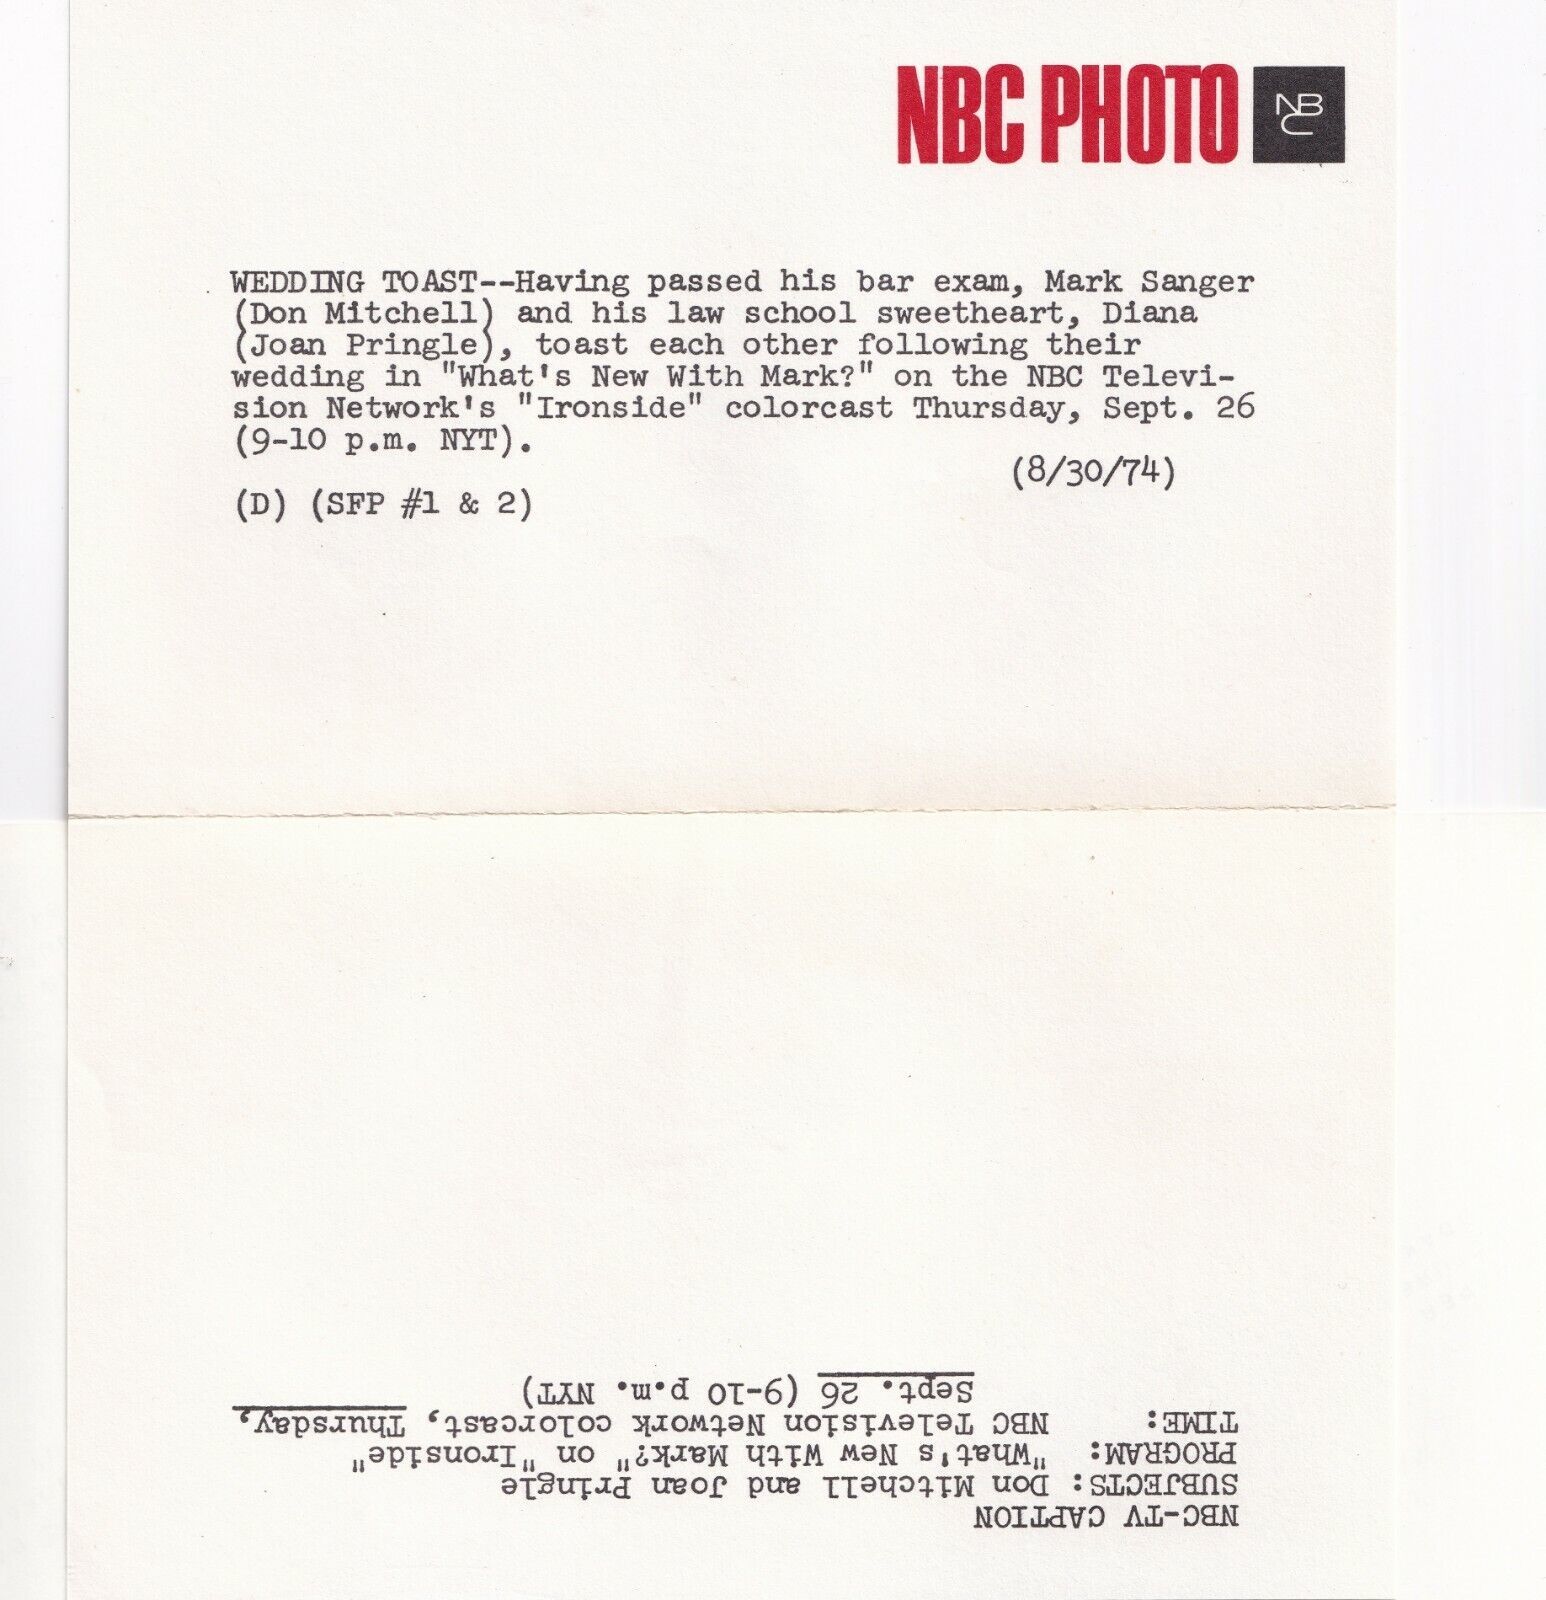 NBC PHOTO
NBC
WEDDING TOAST--Having passed his bar exam, Mark Sanger
(Don Mitchell) and his law school sweetheart, Diana
(Joan Pringle), toast each other following their
wedding in "What's New With Mark?" on the NBC Televi-
sion Network's "Ironside" colorcast Thursday, Sept. 26
(9-10 p.m. NYT).
(8/30/74)
(D) (SFP #1 & 2)
NBC-TV CAPTION
SUBJECTS: Don Mitchell and Joan Pringle
PROGRAM: "What's New With Mark?" on "Ironside"
TIME: NBC Television Network colorcast, Thursday,
Sept. 26 (9-10 p.m. NYT)